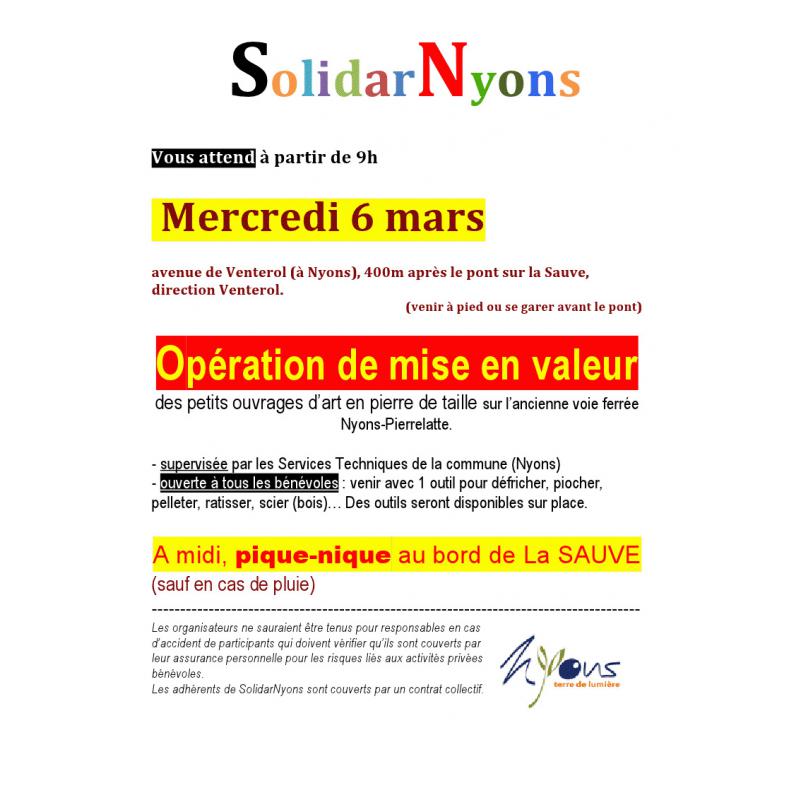 SolidarNyons
Vous attend à partir de 9h
Mercredi 6 mars
avenue de Venterol (à Nyons), 400m après le pont sur la Sauve,
direction Venterol.
(venir à pied ou se garer avant le pont)
Opération de mise en valeur
des petits ouvrages d'art en pierre de taille sur l'ancienne voie ferrée
Nyons-Pierrelatte.
- supervisée par les Services Techniques de la commune (Nyons)
- ouverte à tous les bénévoles : venir avec 1 outil pour défricher, piocher,
pelleter, ratisser, scier (bois)... Des outils seront disponibles sur place.
A midi, pique-nique au bord de La SAUVE
(sauf en cas de pluie)
Les organisateurs ne sauraient être tenus pour responsables en cas
d'accident de participants qui doivent vérifier qu'ils sont couverts par
leur assurance personnelle pour les risques liés aux activités privées
bénévoles.
Les adhérents de SolidarNyons sont couverts par un contrat collectif.
Nyons
terre de lumière